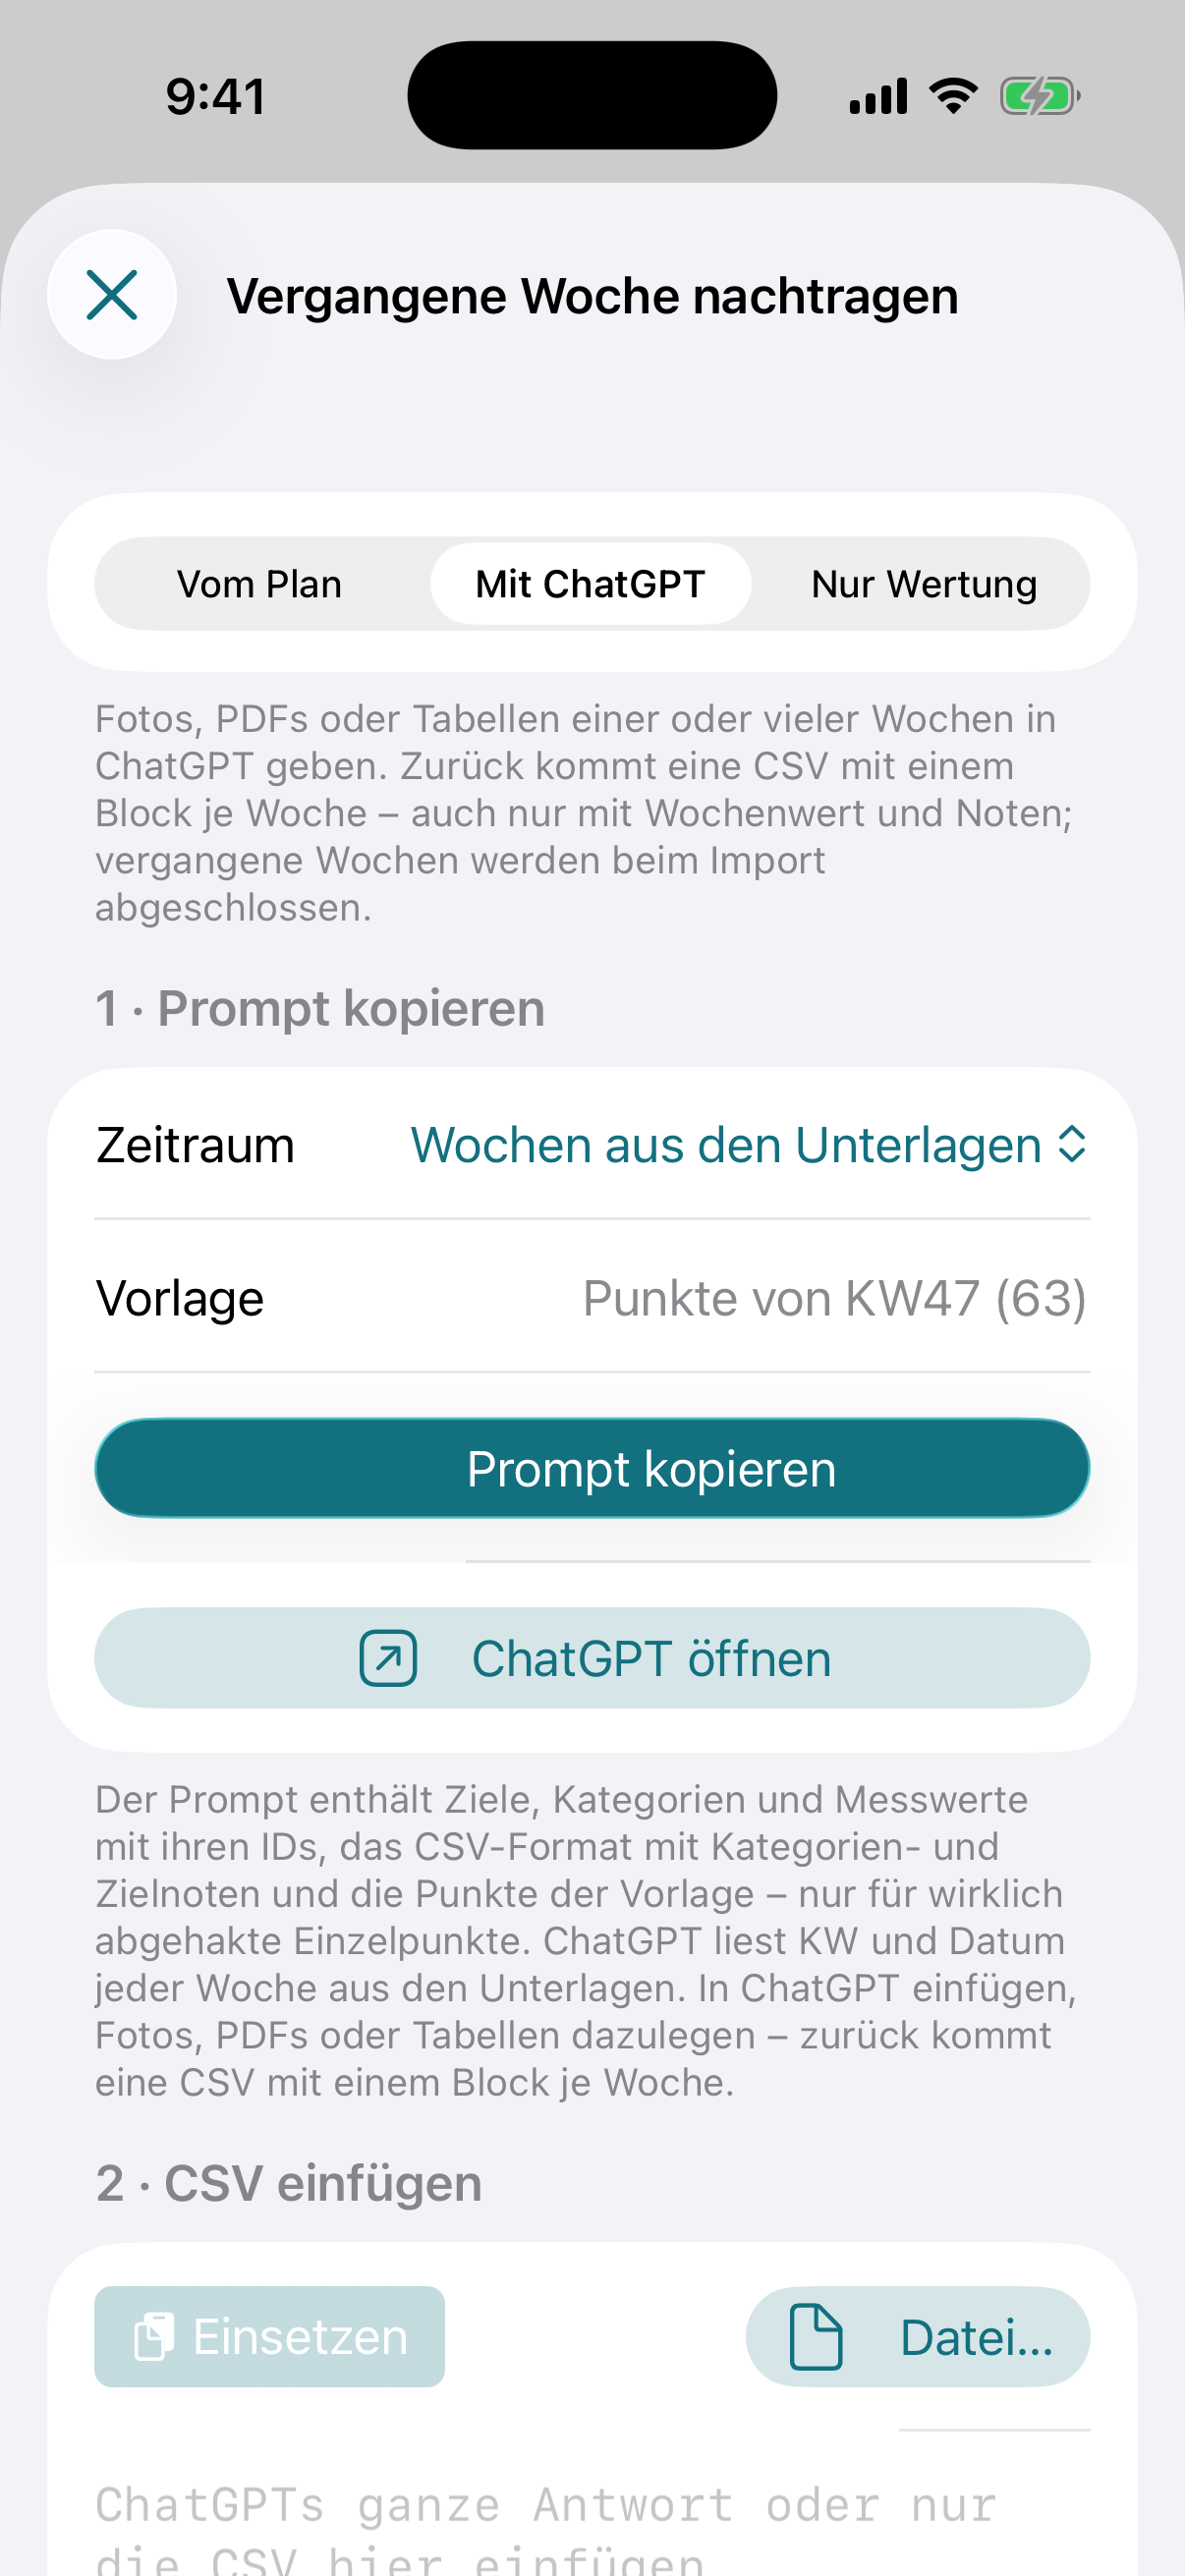 9:41
Vergangene Woche nachtragen
Vom Plan
Mit ChatGPT
Nur Wertung
Fotos, PDFs oder Tabellen einer oder vieler Wochen in
ChatGPT geben. Zurück kommt eine CSV mit einem
Block je Woche – auch nur mit Wochenwert und Noten;
vergangene Wochen werden beim Import
abgeschlossen.
1 · Prompt kopieren
Zeitraum
Wochen aus den Unterlagen
Vorlage
Punkte von KW47 (63)
Prompt kopieren
ChatGPT öffnen
Der Prompt enthält Ziele, Kategorien und Messwerte
mit ihren IDs, das CSV-Format mit Kategorien- und
Zielnoten und die Punkte der Vorlage – nur für wirklich
abgehakte Einzelpunkte. ChatGPT liest KW und Datum
jeder Woche aus den Unterlagen. In ChatGPT einfügen,
Fotos, PDFs oder Tabellen dazulegen – zurück kommt
eine CSV mit einem Block je Woche.
2 · CSV einfügen
Einsetzen
Datei...
ChatGPTs ganze Antwort oder nur
die CSV hier einfügen